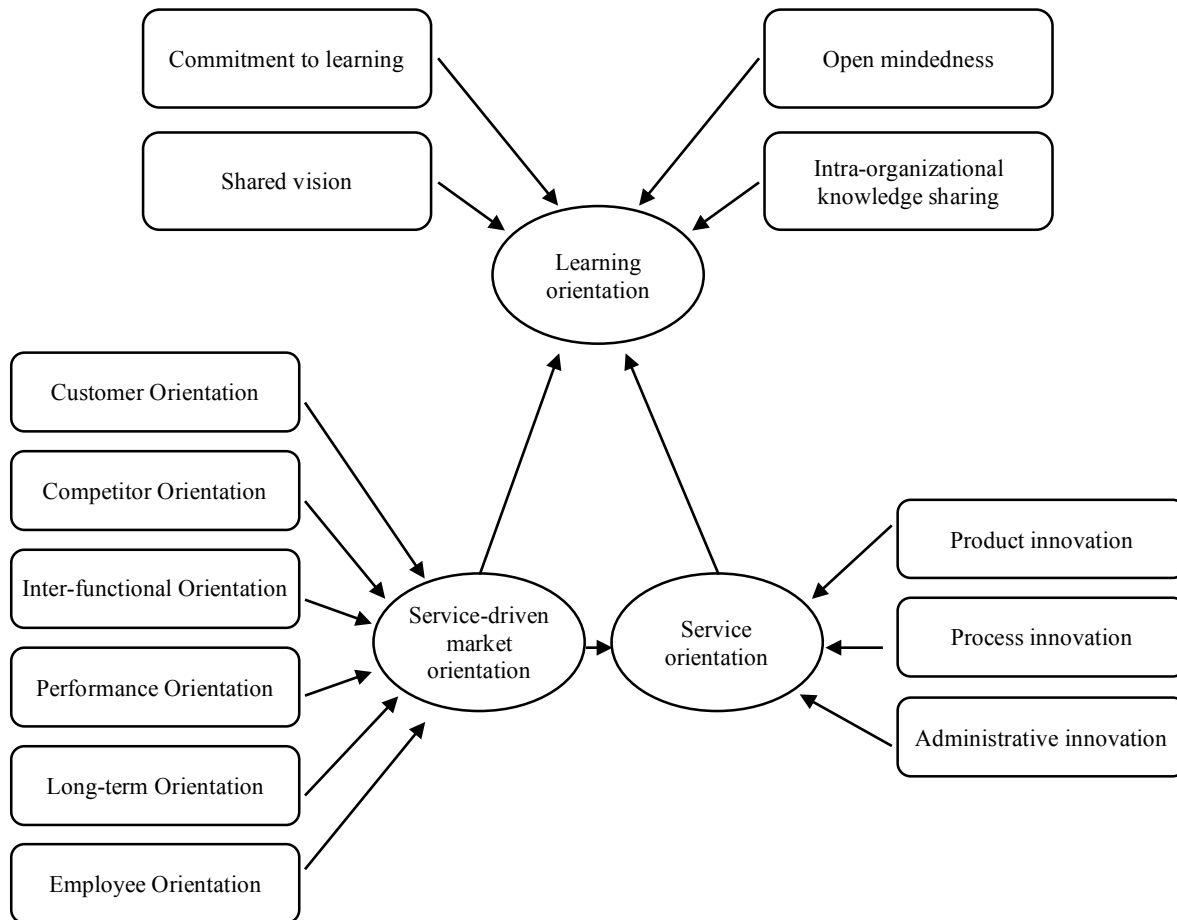 Commitment to learning
Open mindedness
Shared vision
Intra-organizational
knowledge sharing
Learning
orientation
Customer Orientation
Competitor Orientation
Inter-functional Orientation
Performance Orientation
Long-term Orientation
Employee Orientation
Service-driven
market
orientation
Service
orientation
Product innovation
Process innovation
Administrative innovation